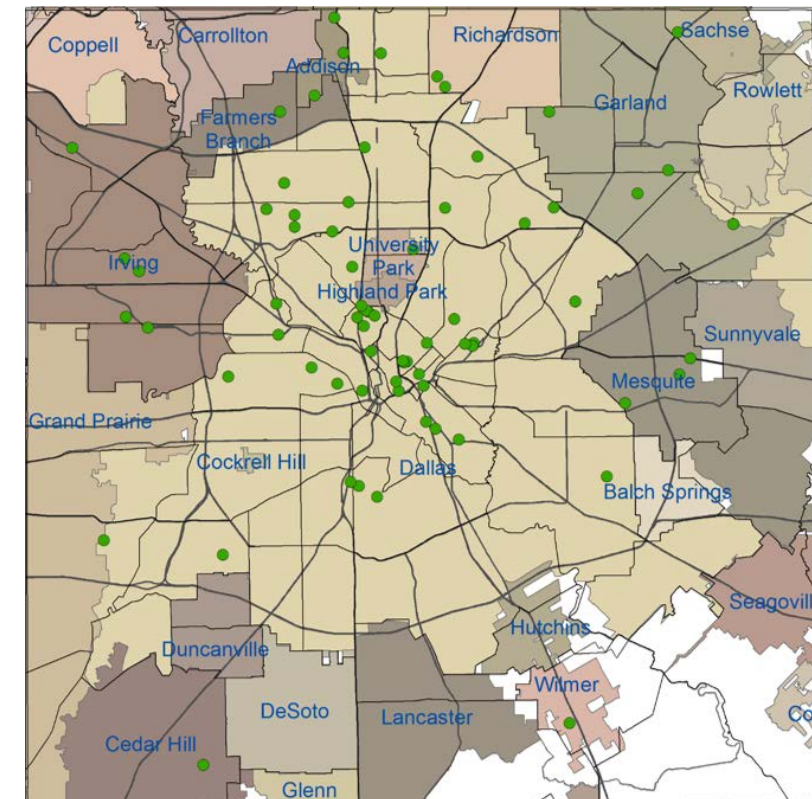 Coppell
Carrollton
Richardson
Sachse
Addison
Rowlett
Garland
Farmers
Branch
University
Park
Irving
Highland Park
Sunnyvale
Mesquite
Grand Prairie
Cockrell Hill
Dallas
Balch Springs
Seagovill
Hutchins
Duncanville
Wilmer
DeSoto
Lancaster
Co
Cedar Hill
Glenn